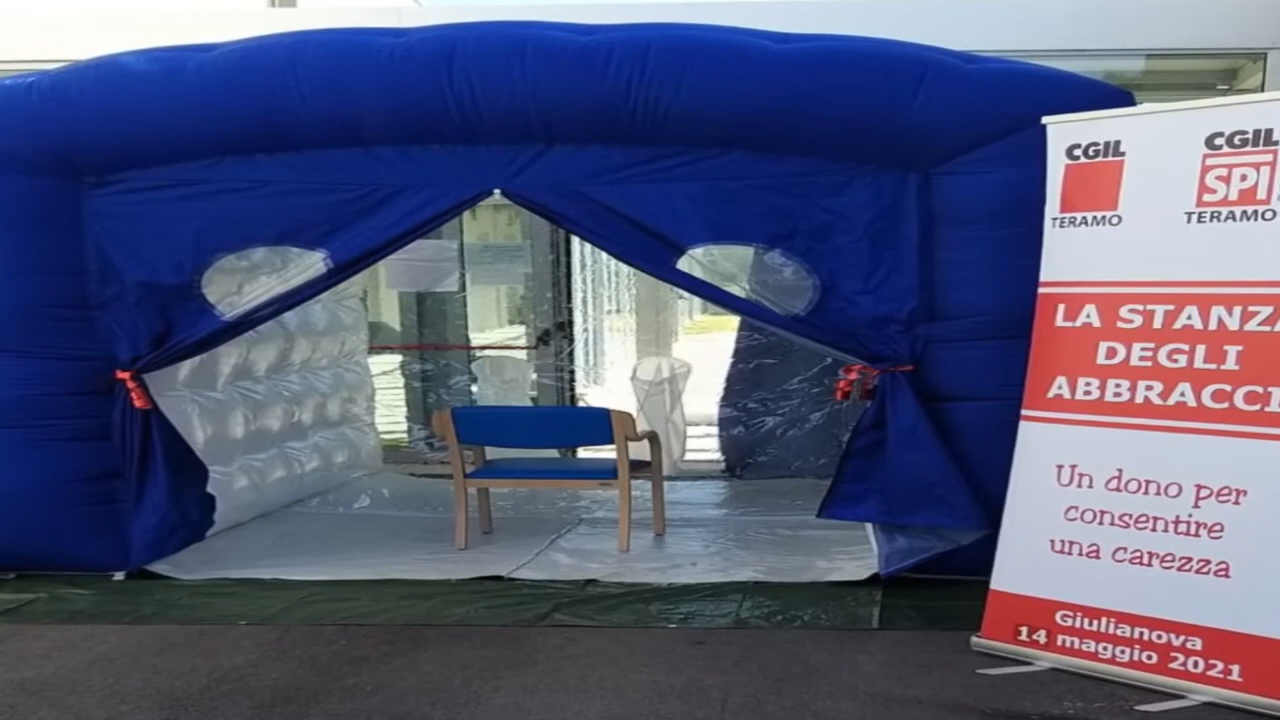 CGIL
TERAMO
CGIL
SPI
TERAMO
LA STANZA
DEGLI
ABBRACCI
Un dono per
consentire
una carezza
Giulianova
14 maggio 2021